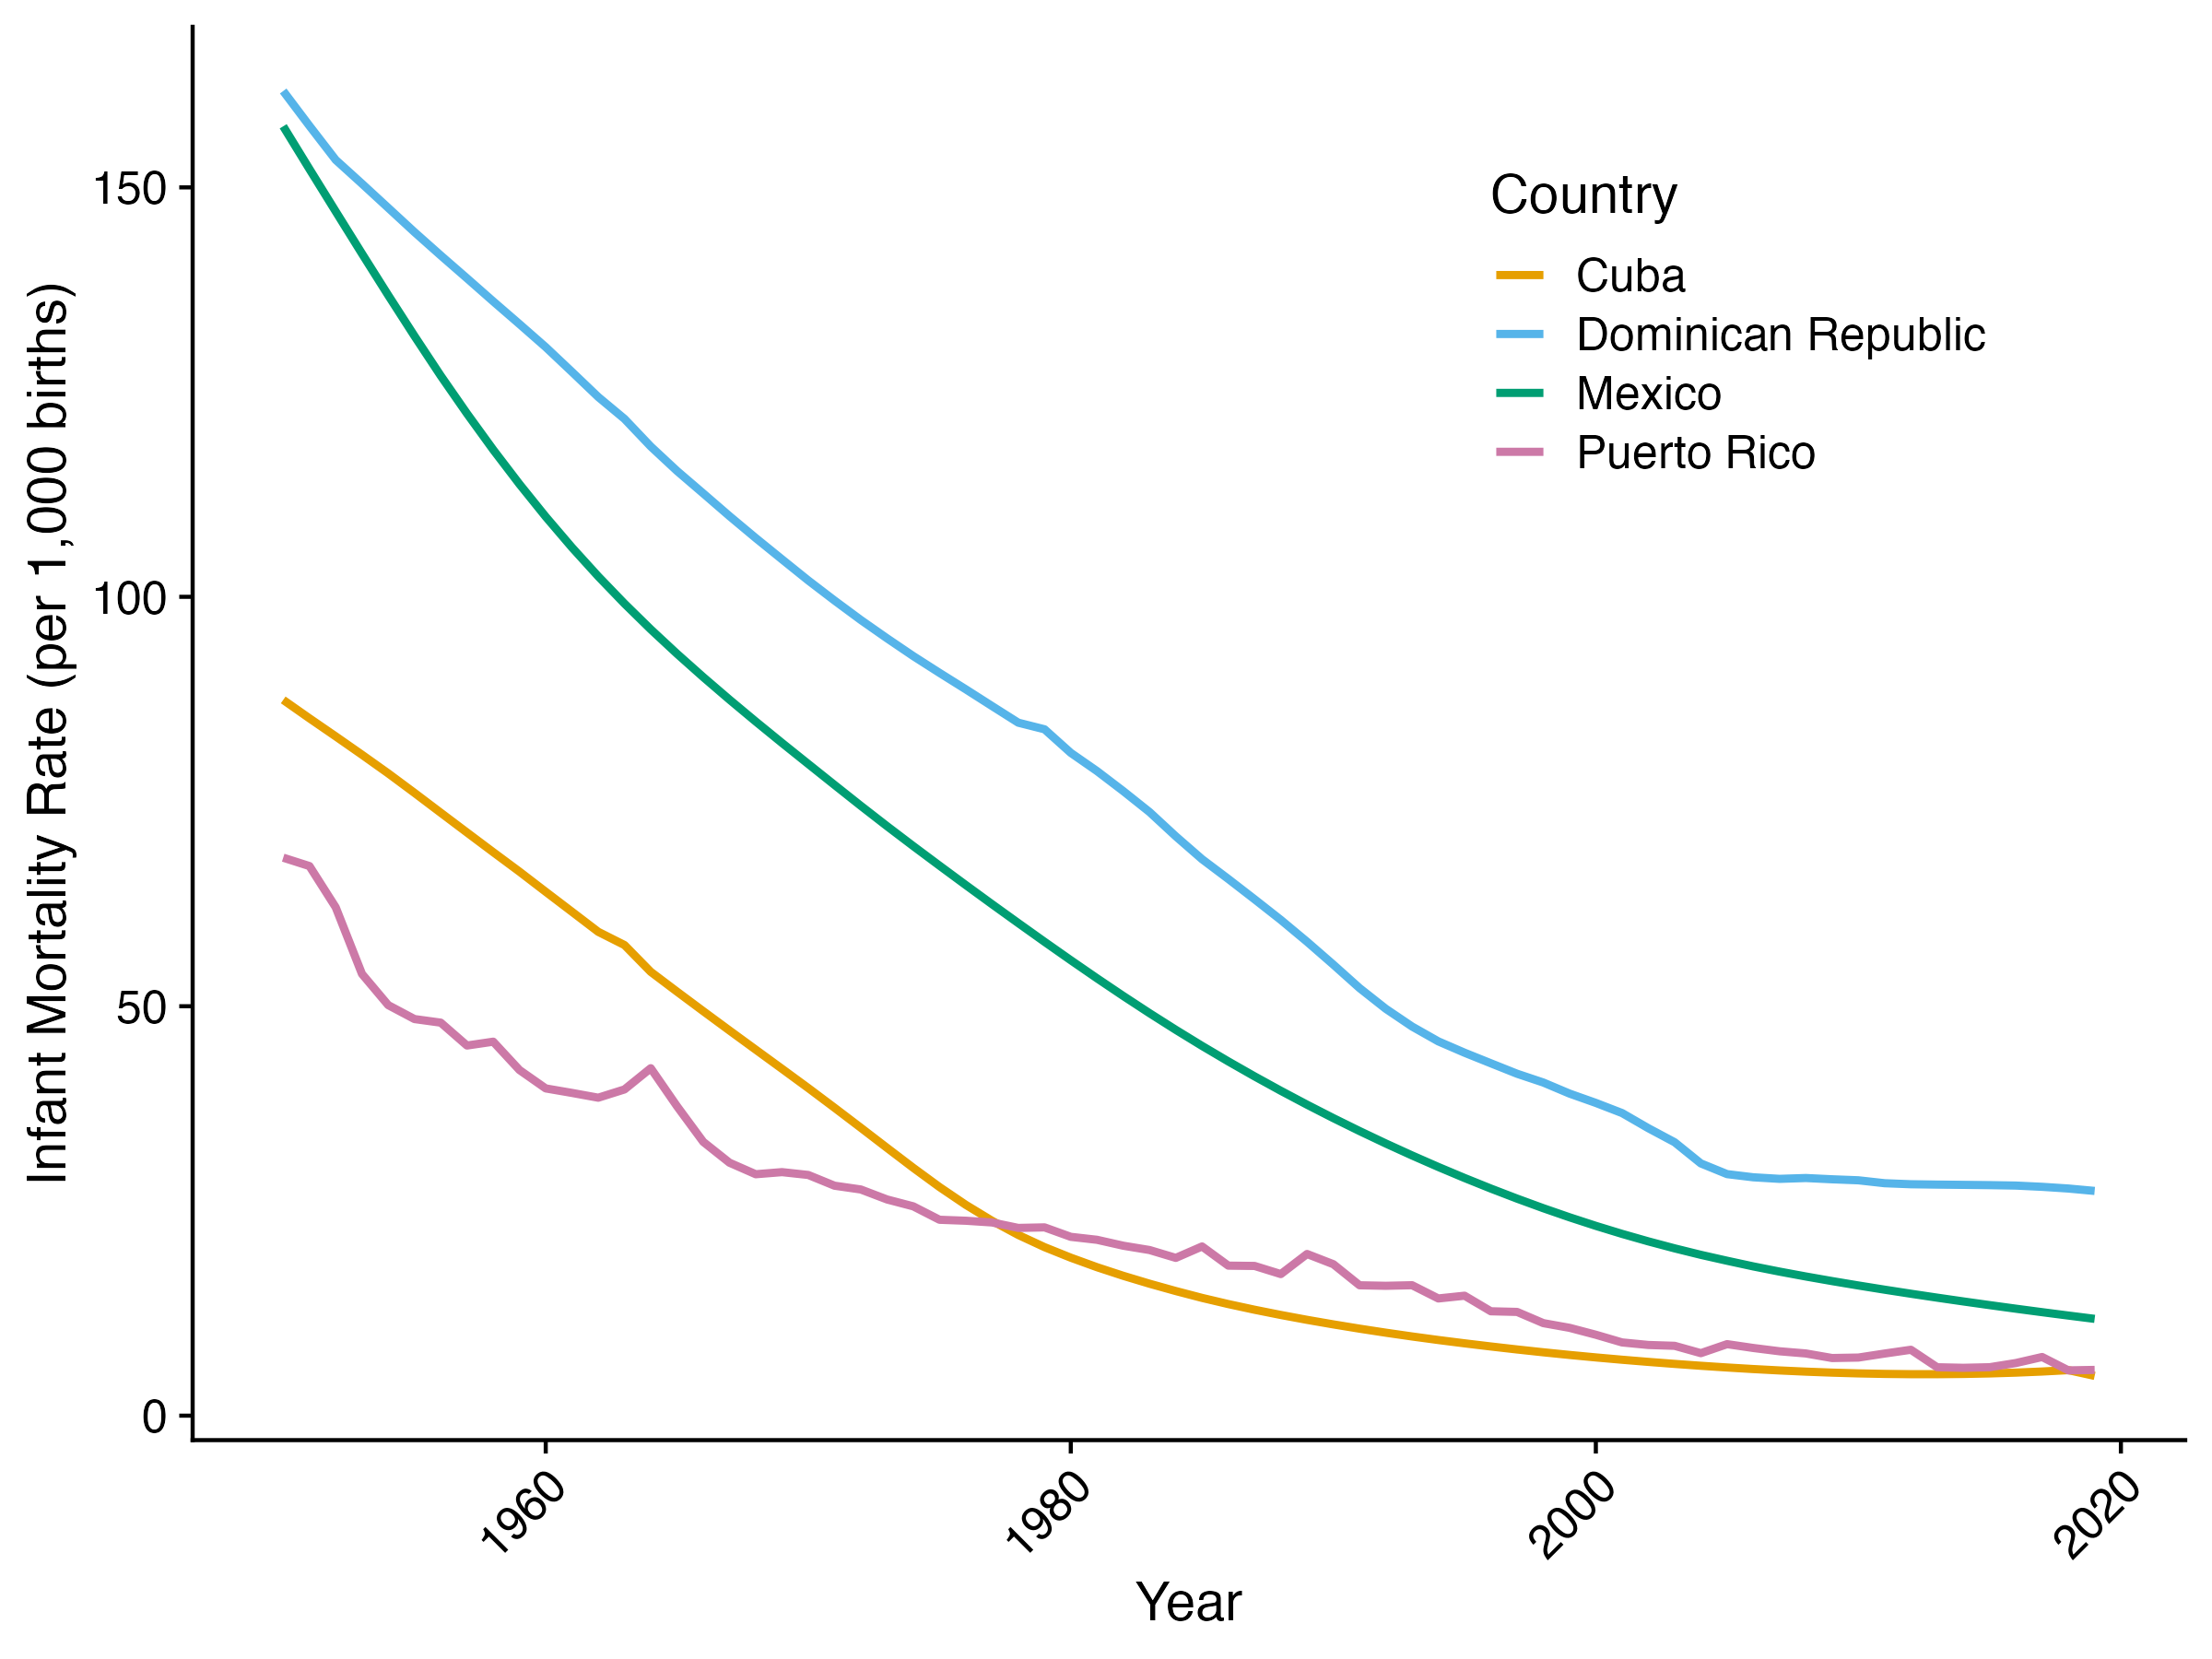 Infant Mortality Rate (per 1,000 births)
150
100
50
0
Country
Cuba
Dominican Republic
Mexico
Puerto Rico
1960
1980
2000
2020
Year